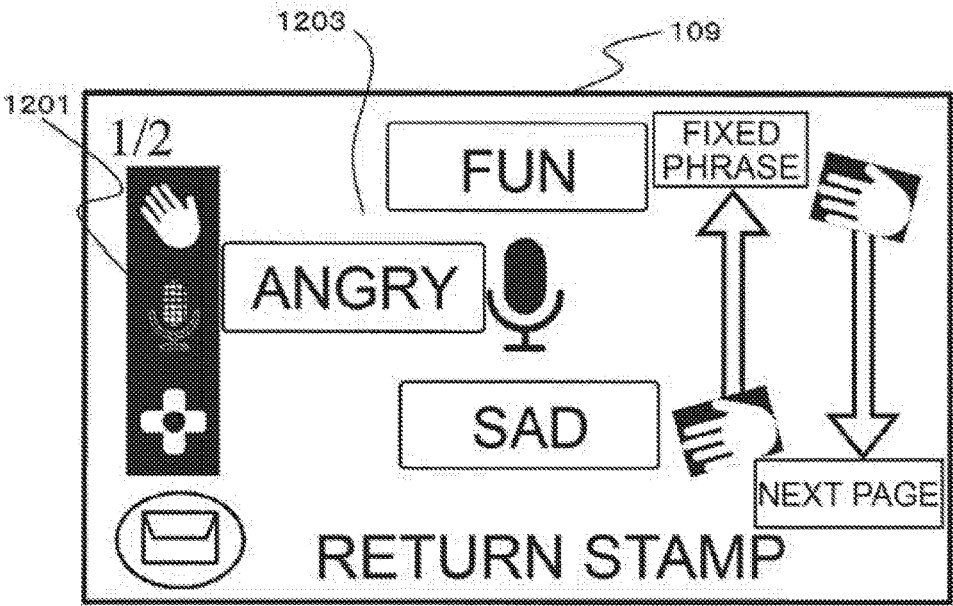 1203
109
1201
1/2
FUN
FIXED
PHRASE
ANGRY
SAD
NEXT PAGE
RETURN STAMP